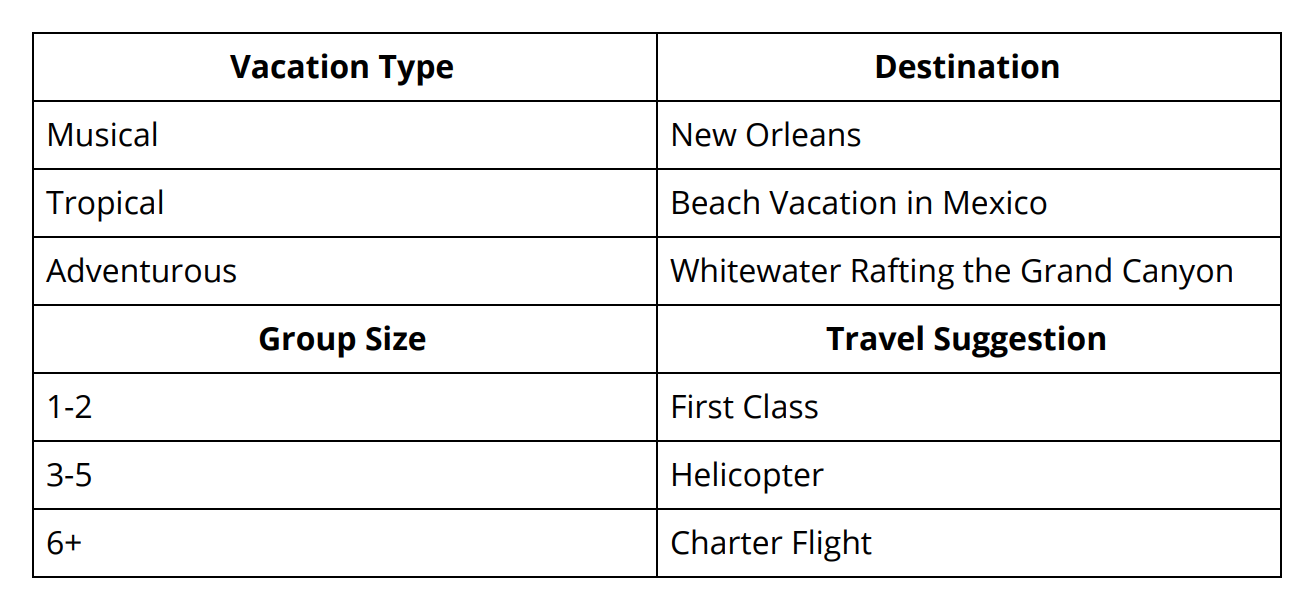 Vacation Type Destination
Musical New Orleans
Tropical Beach Vacation in Mexico
Adventurous Whitewater Rafting the Grand Canyon
Group Size Travel Suggestion
1-2 First Class
3-5 Helicopter
6+ Charter Flight